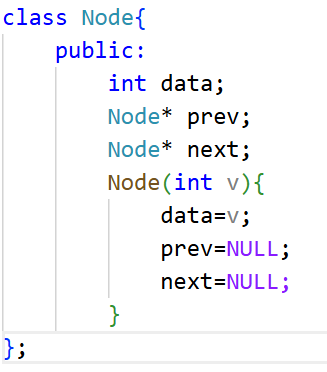 class Node{
    public:
        int data;
        Node* prev;
        Node* next;
        Node(int v){
            data=v;
            prev=NULL;
            next=NULL;
        }
};